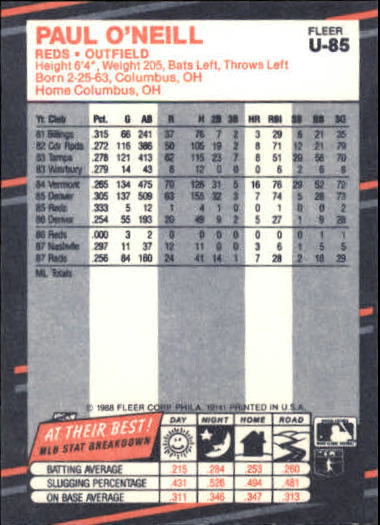 PAUL O'NEILL
FLEER
U-85
REDS • OUTFIELD
Height 6'4", Weight 205, Bats Left, Throws Left
Born 2-25-63, Columbus, OH
Home Columbus, OH
Yr. Club Pct. G AB R H 2B 3B HR RBI SB BB SO
81 Billings .315 66 241 37 76 7 2 3 29 6 21 35
82 Cdr Rpds .272 116 386 50 105 19 2 8 71 12 21 79
83 Tampa .278 121 413 62 115 23 7 8 51 29 56 70
83 Watrbury .279 14 43 6 12 0 0 0 6 2 6 8
84 Vermont .265 134 475 70 126 31 5 16 76 29 52 72
85 Denver .305 137 509 63 155 32 3 7 74 5 28 73
85 Reds .333 5 12 1 4 1 0 0 1 0 0 2
86 Denver .254 55 193 20 49 9 2 5 27 1 9 28
86 Reds .000 3 2 0 0 0 0 0 0 0 1 1
87 Nashville .297 11 37 12 11 0 0 3 6 1 5 5
87 Reds .256 84 160 24 41 14 1 7 28 2 18 29
ML Totals
© 1988 FLEER CORP. PHILA. 19141 PRINTED IN U.S.A.
AT THEIR BEST!
MLB STAT BREAKDOWN
DAY NIGHT HOME ROAD
BATTING AVERAGE .215 .284 .253 .260
SLUGGING PERCENTAGE .431 .526 .494 .481
ON BASE AVERAGE .311 .346 .347 .313